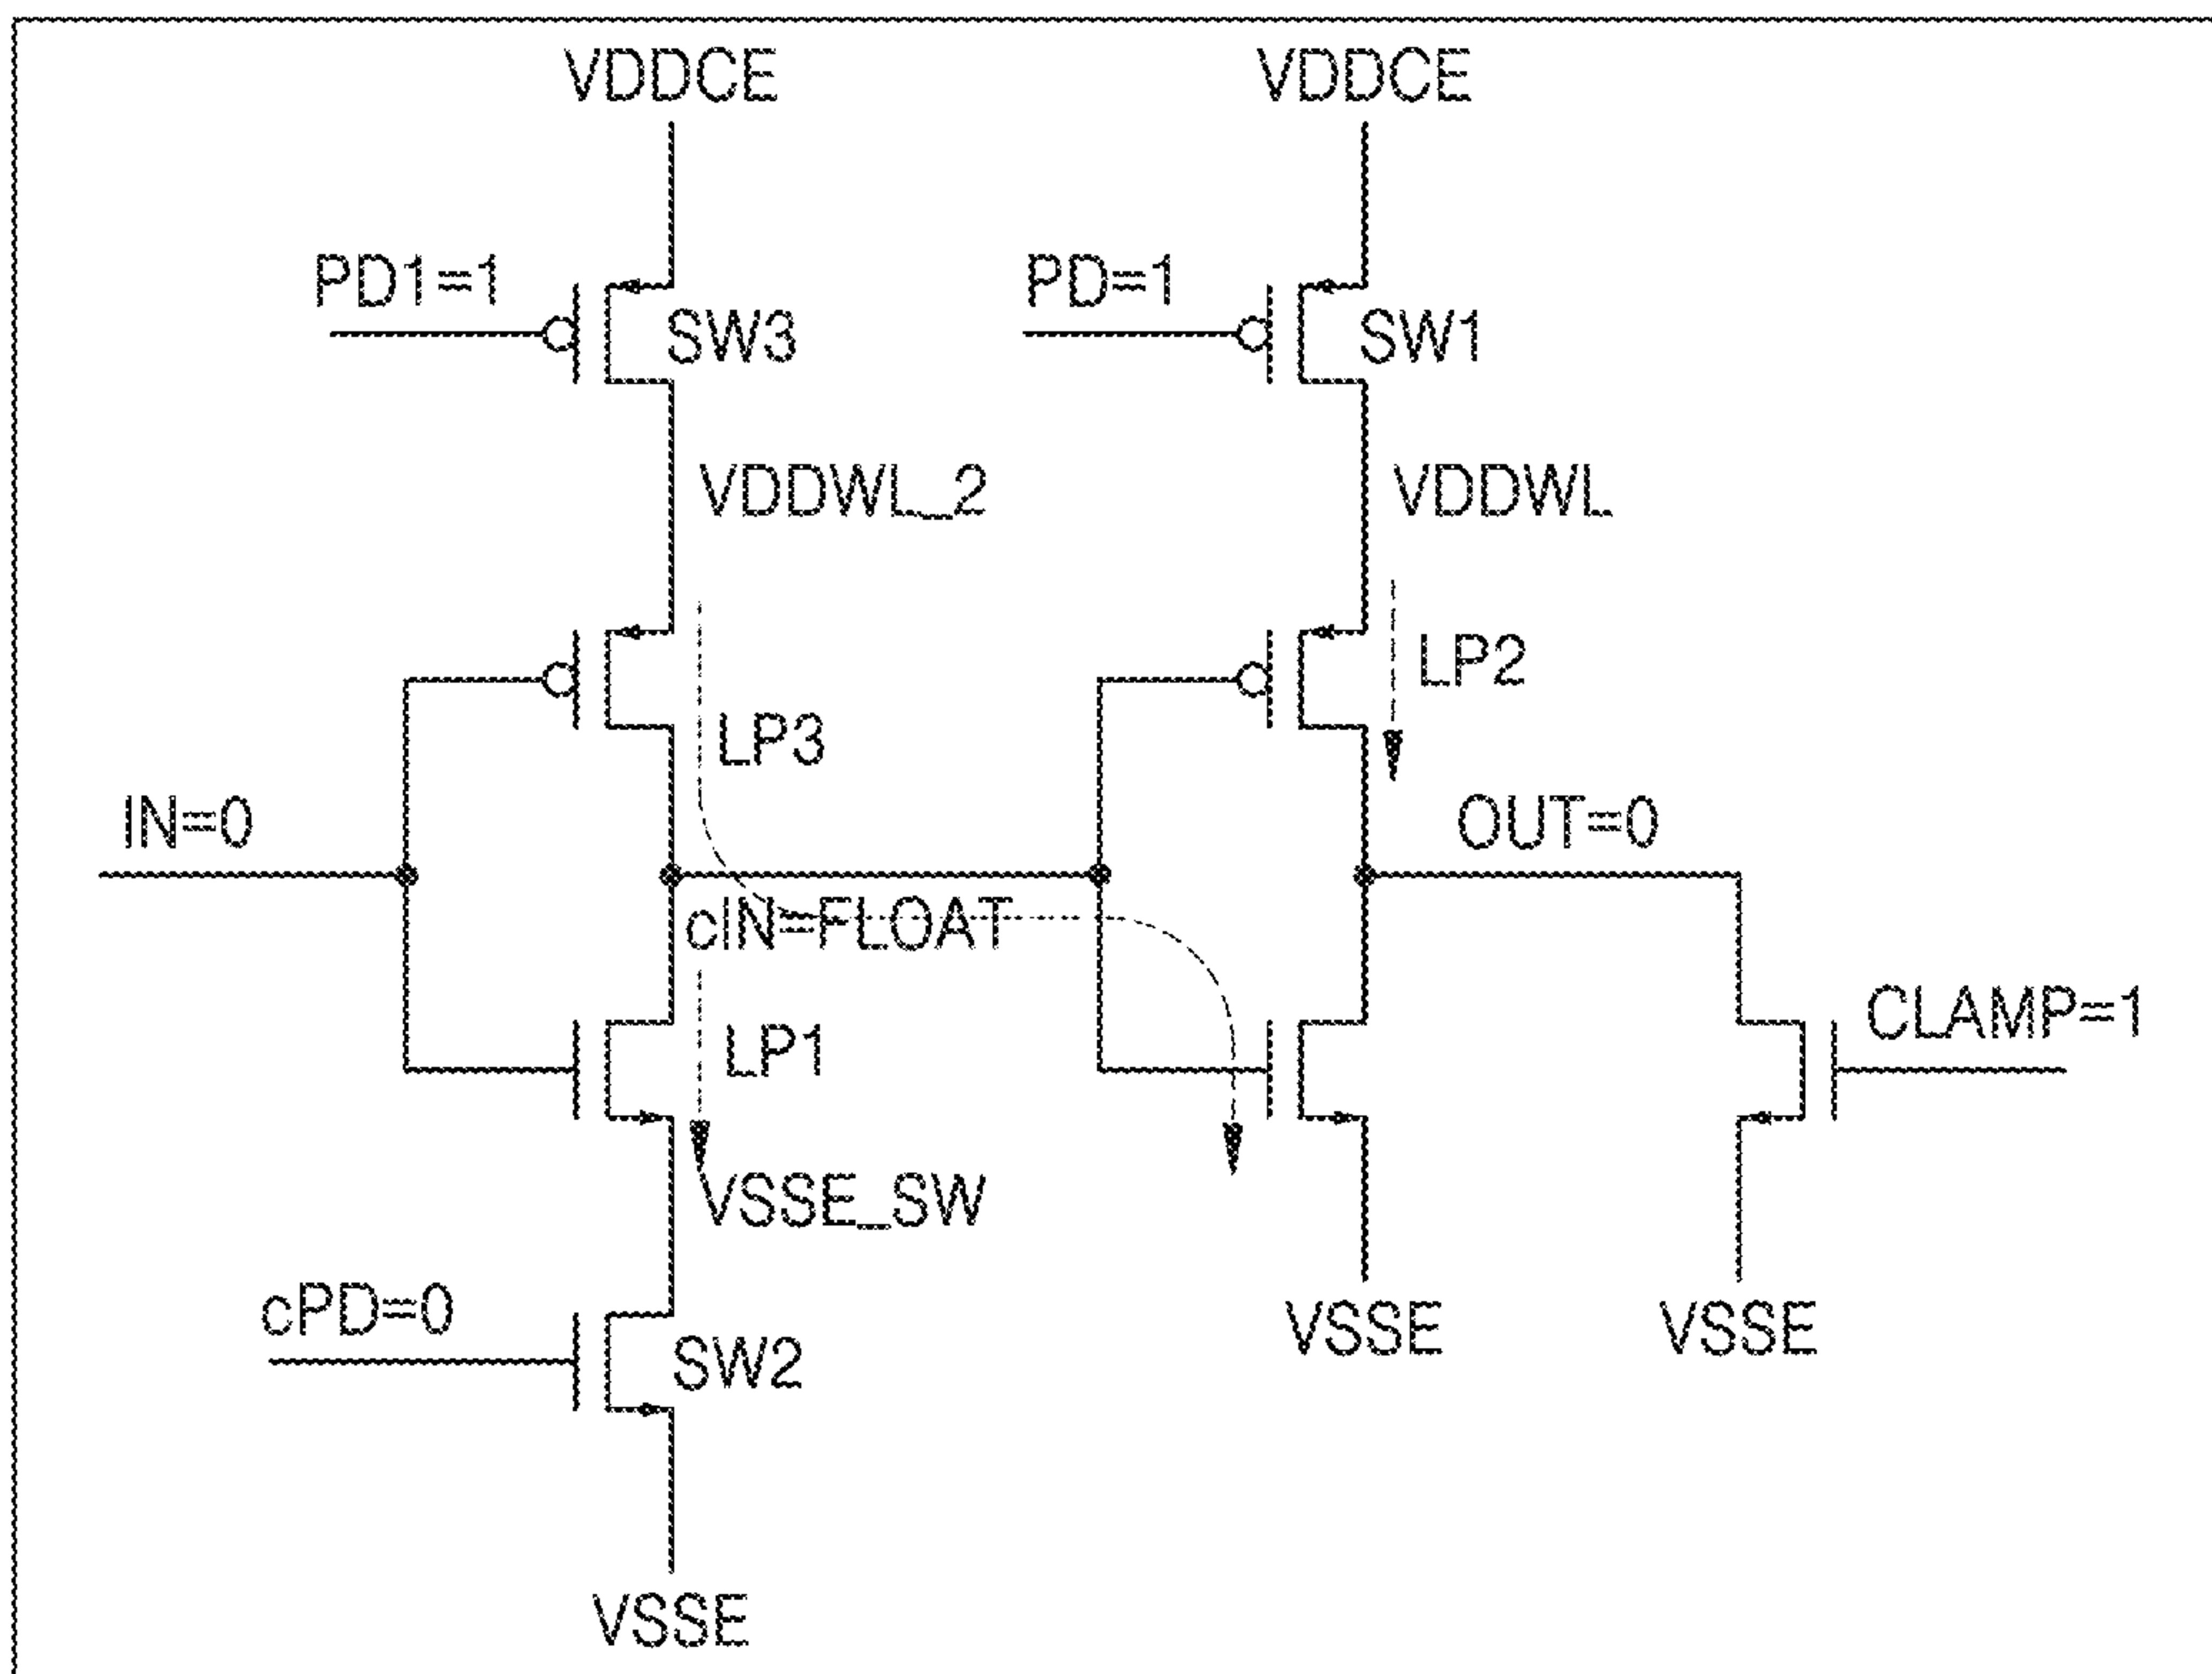 VDDCE
VDDCE
PD1=1
PD=1
SW3
SW1
VDDWL_2
VDDWL
LP2
LP3
IN=0
OUT=0
cIN=FLOAT
CLAMP=1
LP1
VSSE_SW
cPD=0
VSSE
VSSE
SW2
VSSE